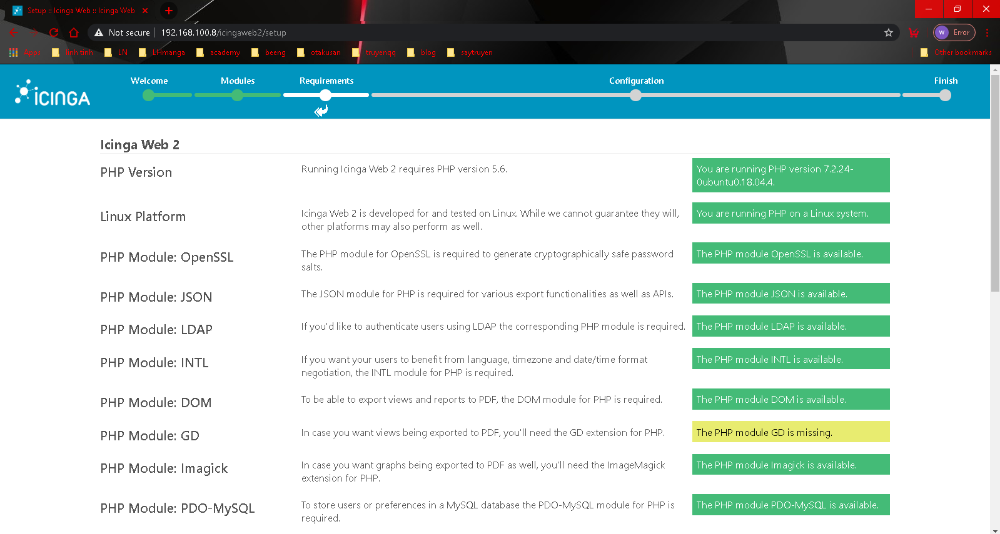 Setup :: Icinga Web :: Icinga Web
Not secure
192.168.100.8/icingaweb2/setup
W
Error
Apps
linh tinh
LN
LHmanga
academy
beeng
otakusan
truyenqq
blog
saytruyen
Other bookmarks
ICINGA
Welcome
Modules
Requirements
Configuration
Finish
Icinga Web 2
PHP Version
Running Icinga Web 2 requires PHP version 5.6.
You are running PHP version 7.2.24-
0ubuntu0.18.04.4.
Linux Platform
Icinga Web 2 is developed for and tested on Linux. While we cannot guarantee they will,
other platforms may also perform as well.
You are running PHP on a Linux system.
PHP Module: OpenSSL
The PHP module for OpenSSL is required to generate cryptographically safe password
salts.
The PHP module OpenSSL is available.
PHP Module: JSON
The JSON module for PHP is required for various export functionalities as well as APIs.
The PHP module JSON is available.
PHP Module: LDAP
If you'd like to authenticate users using LDAP the corresponding PHP module is required.
The PHP module LDAP is available.
PHP Module: INTL
If you want your users to benefit from language, timezone and date/time format
negotiation, the INTL module for PHP is required.
The PHP module INTL is available.
PHP Module: DOM
To be able to export views and reports to PDF, the DOM module for PHP is required.
The PHP module DOM is available.
PHP Module: GD
In case you want views being exported to PDF, you'll need the GD extension for PHP.
The PHP module GD is missing.
PHP Module: Imagick
In case you want graphs being exported to PDF as well, you'll need the ImageMagick
extension for PHP.
The PHP module Imagick is available.
PHP Module: PDO-MySQL
To store users or preferences in a MySQL database the PDO-MySQL module for PHP is
required.
The PHP module PDO-MySQL is available.